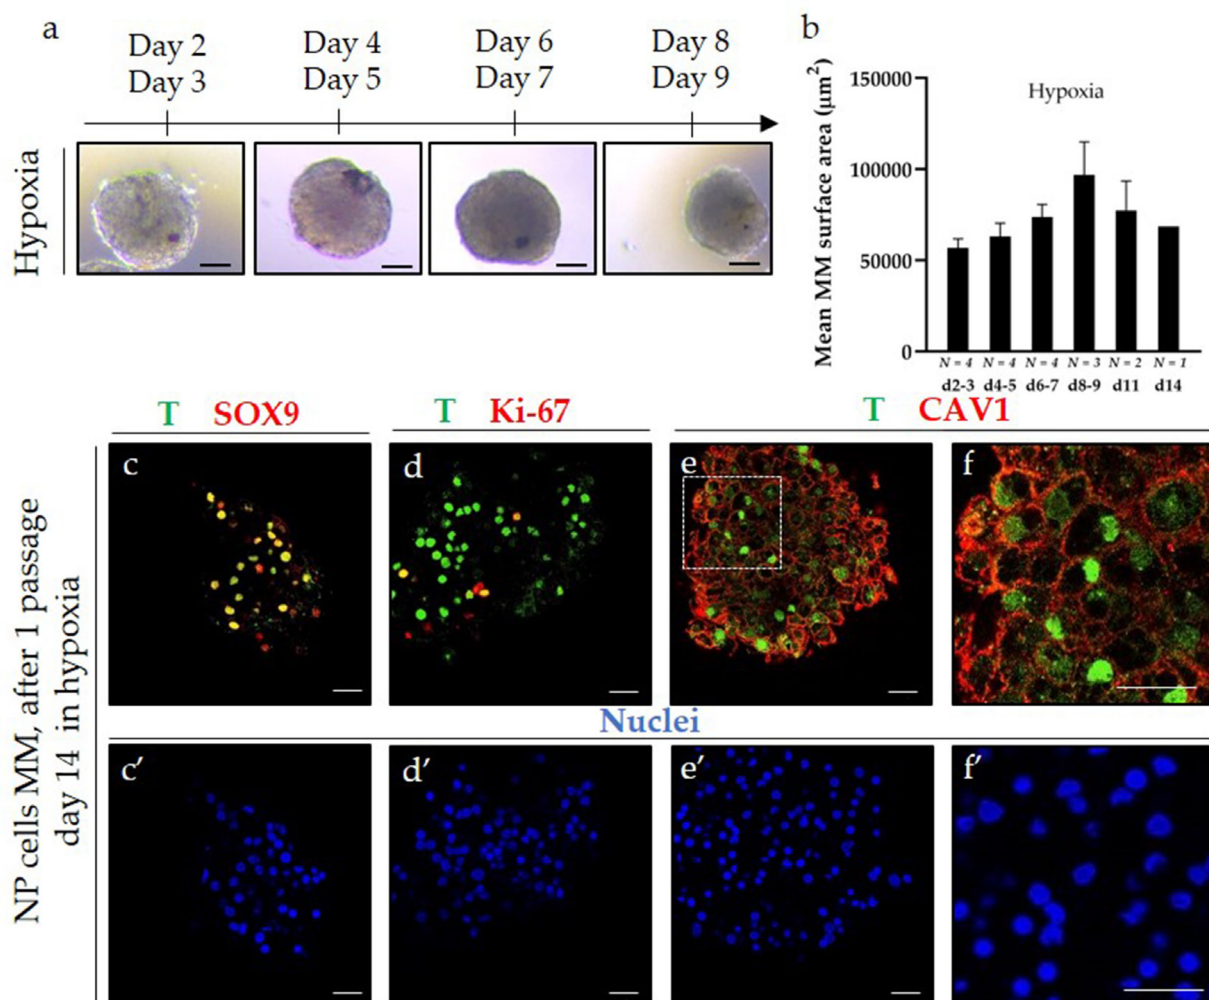 a
Day 2
Day 3
Day 4
Day 5
Day 6
Day 7
Day 8
Day 9
Hypoxia
b
Mean MM surface area (μm²)
150000
100000
50000
0
Hypoxia
N = 4 N = 4 N = 4 N = 3 N = 2 N = 1
d2-3 d4-5 d6-7 d8-9 d11 d14
T SOX9
T Ki-67
T CAV1
NP cells MM, after 1 passage
day 14 in hypoxia
c
d
e
f
Nuclei
c′
d′
e′
f′